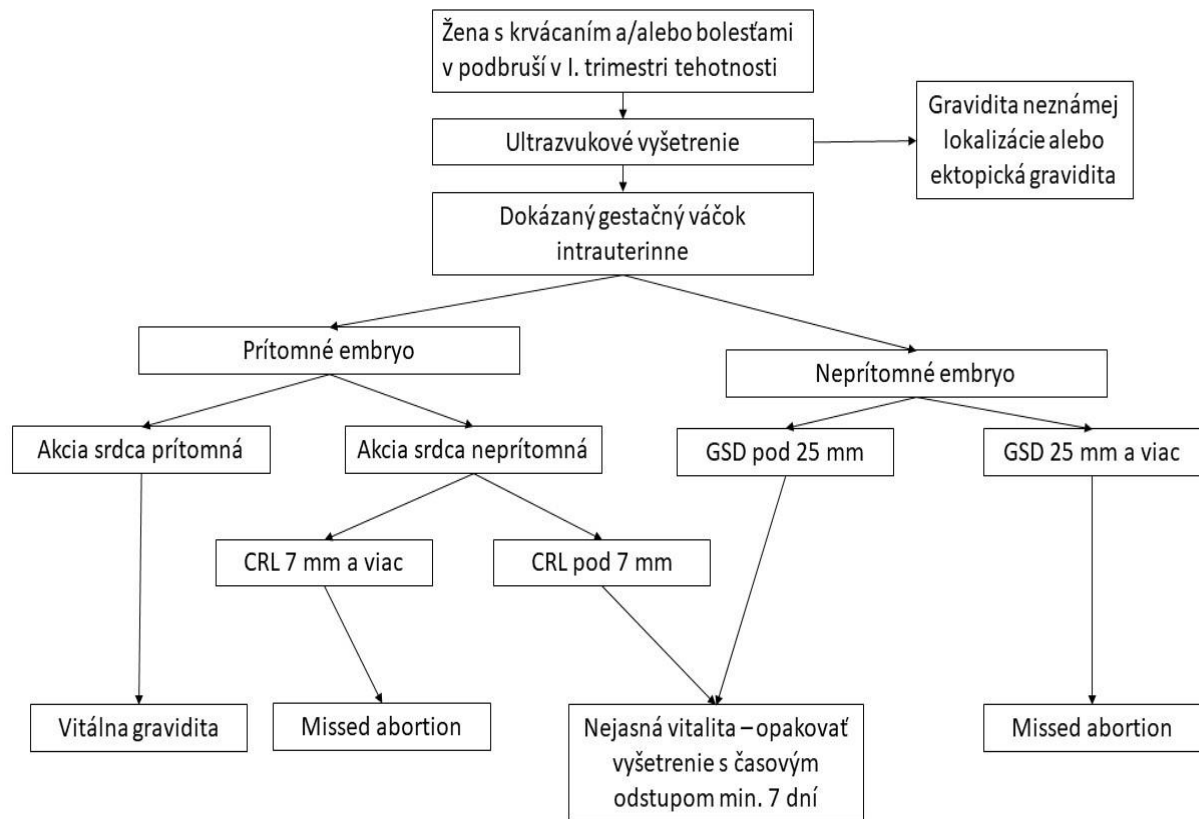 Žena s krvácaním a/alebo bolesťami
v podbruší v I. trimestri tehotnosti
Ultrazvukové vyšetrenie
Gravidita neznámej
lokalizácie alebo
ektopická gravidita
Dokázaný gestačný váčok
intrauterinne
Prítomné embryo
Neprítomné embryo
Akcia srdca prítomná
Akcia srdca neprítomná
GSD pod 25 mm
GSD 25 mm a viac
CRL 7 mm a viac
CRL pod 7 mm
Vitálna gravidita
Missed abortion
Nejasná vitalita – opakovať
vyšetrenie s časovým
odstupom min. 7 dní
Missed abortion